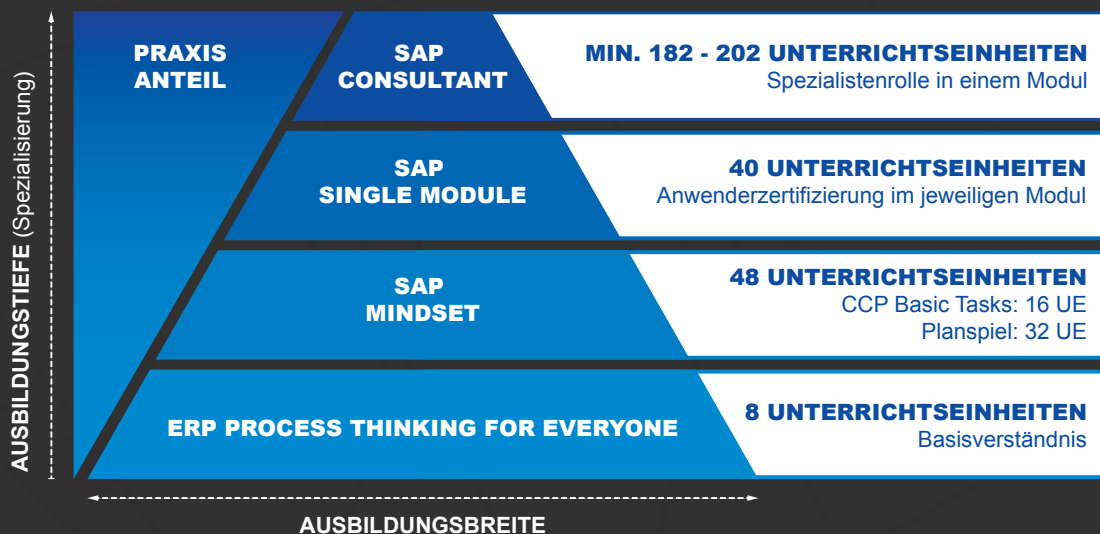 PRAXIS
ANTEIL
SAP
CONSULTANT
MIN. 182 - 202 UNTERRICHTSEINHEITEN
Spezialistenrolle in einem Modul
SAP
SINGLE MODULE
40 UNTERRICHTSEINHEITEN
Anwenderzertifizierung im jeweiligen Modul
SAP
MINDSET
48 UNTERRICHTSEINHEITEN
CCP Basic Tasks: 16 UE
Planspiel: 32 UE
ERP PROCESS THINKING FOR EVERYONE
8 UNTERRICHTSEINHEITEN
Basisverständnis
AUSBILDUNGSTIEFE (Spezialisierung)
AUSBILDUNGSBREITE